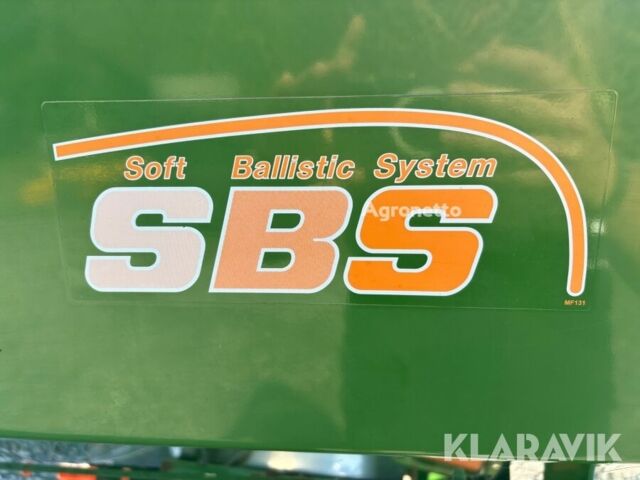 Soft Ballistic System
SBS
Agronetto
MF131
KLARAVIK